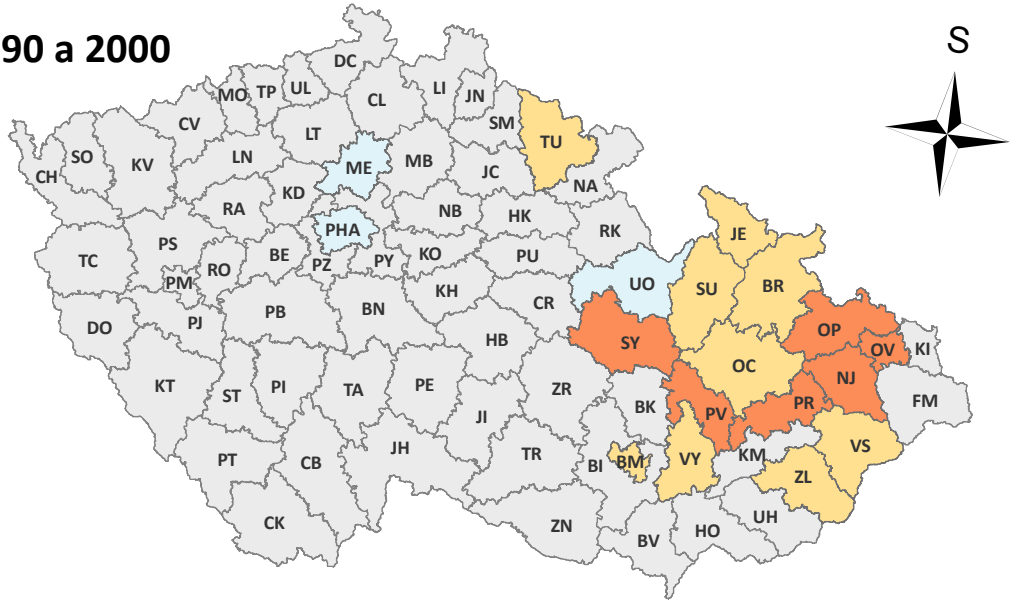 90 a 2000
S
DC
MO
TP
UL
CL
LI
JN
CV
LT
SM
TU
SO
KV
LN
ME
MB
JC
CH
KD
NA
RA
NB
HK
PHA
RK
PS
BE
PZ
PY
KO
PU
JE
TC
RO
PM
UO
SU
BR
KH
CR
DO
PJ
PB
BN
HB
SY
OP
OV
KI
OC
NJ
KT
ST
PI
TA
PE
ZR
BK
PV
PR
FM
JI
JH
TR
BI
BM
VY
KM
VS
PT
CB
ZL
CK
ZN
BV
HO
UH